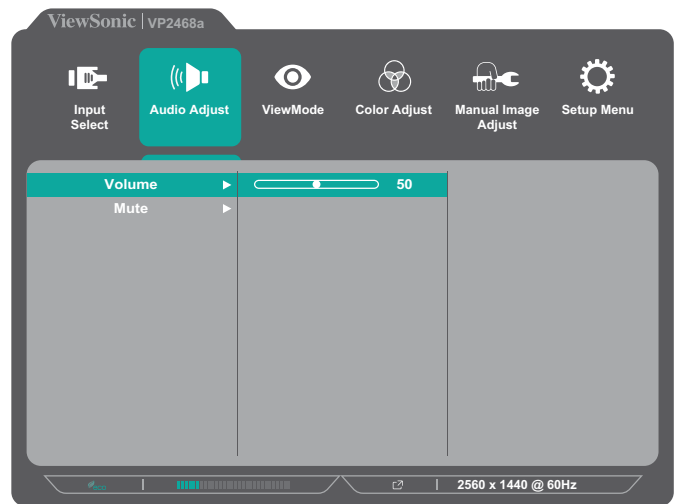 ViewSonic VP2468a
Input Select
Audio Adjust
ViewMode
Color Adjust
Manual Image Adjust
Setup Menu
Volume 50
Mute
2560 x 1440 @ 60Hz